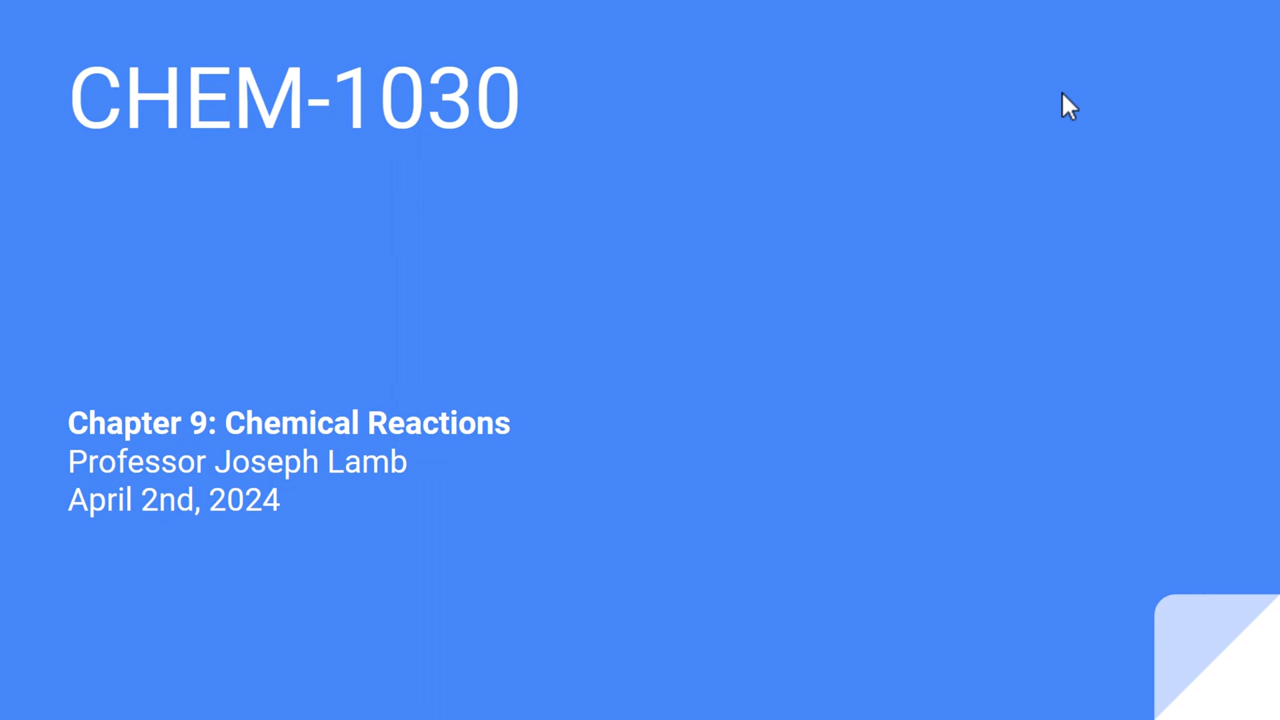 CHEM-1030
Chapter 9: Chemical Reactions
Professor Joseph Lamb
April 2nd, 2024